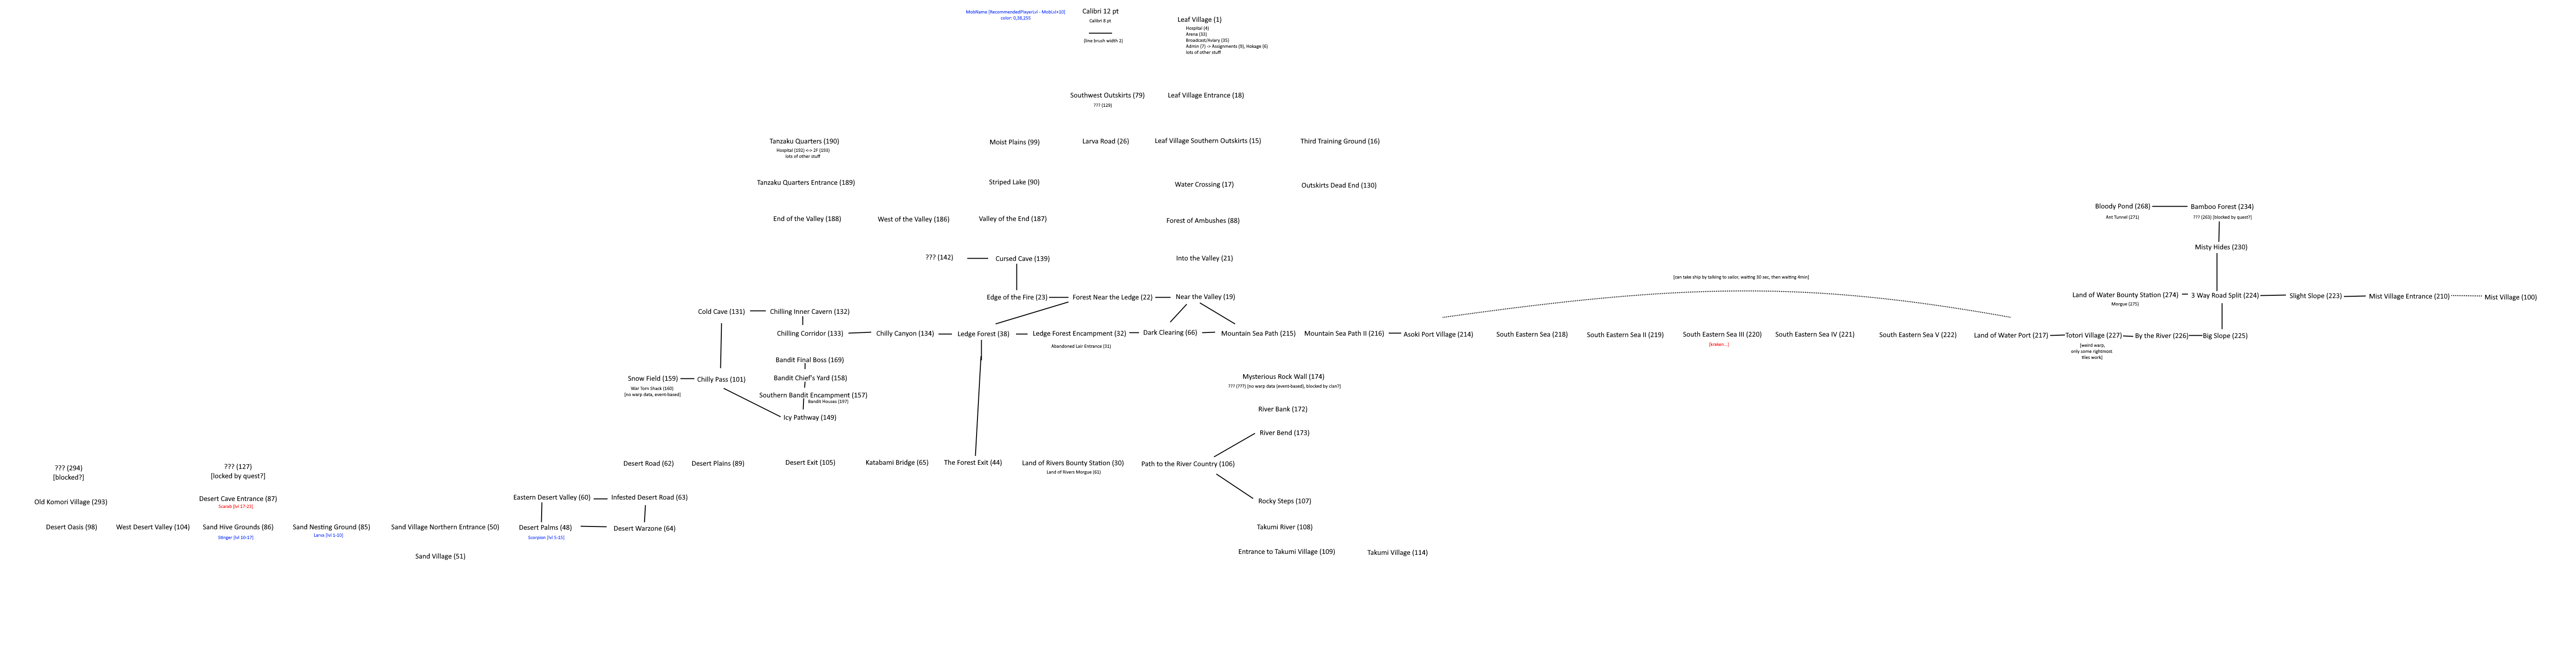 MobName [RecommendedPlayerLvl - MobLvl+10]
color: 0,38,255
Calibri 12 pt
Calibri 8 pt
(line brush width 2)
Leaf Village (1)
Hospital (4)
Arena (33)
Broadcast/Aviary (35)
Admin (7) -> Assignments (9), Hokage (6)
lots of other stuff
Southwest Outskirts (79)
??? (129)
Leaf Village Entrance (18)
Tanzaku Quarters (190)
Hospital (192) <-> 2F (193)
lots of other stuff
Moist Plains (99)
Larva Road (26)
Leaf Village Southern Outskirts (15)
Third Training Ground (16)
Tanzaku Quarters Entrance (189)
Striped Lake (90)
Water Crossing (17)
Outskirts Dead End (130)
End of the Valley (188)
West of the Valley (186)
Valley of the End (187)
Forest of Ambushes (88)
Bloody Pond (268)
Ant Tunnel (271)
Bamboo Forest (234)
??? (263) [blocked by quest?]
Misty Hides (230)
??? (142)
Cursed Cave (139)
Into the Valley (21)
[can take ship by talking to sailor, waiting 30 sec, then waiting 4min]
Edge of the Fire (23)
Forest Near the Ledge (22)
Near the Valley (19)
Land of Water Bounty Station (274)
Morgue (275)
3 Way Road Split (224)
Slight Slope (223)
Mist Village Entrance (210)
Mist Village (100)
Cold Cave (131)
Chilling Inner Cavern (132)
Chilling Corridor (133)
Chilly Canyon (134)
Ledge Forest (38)
Ledge Forest Encampment (32)
Abandoned Lair Entrance (31)
Dark Clearing (66)
Mountain Sea Path (215)
Mountain Sea Path II (216)
Asoki Port Village (214)
South Eastern Sea (218)
South Eastern Sea II (219)
South Eastern Sea III (220)
[kraken...]
South Eastern Sea IV (221)
South Eastern Sea V (222)
Land of Water Port (217)
Totori Village (227)
[weird warp,
only some rightmost
tiles work]
By the River (226)
Big Slope (225)
Bandit Final Boss (169)
Snow Field (159)
War Torn Shack (160)
[no warp data, event-based]
Chilly Pass (101)
Bandit Chief's Yard (158)
Southern Bandit Encampment (157)
Bandit Houses (197)
Icy Pathway (149)
Mysterious Rock Wall (174)
??? (???) [no warp data (event-based), blocked by clan?]
River Bank (172)
River Bend (173)
??? (294)
[blocked?]
??? (127)
[locked by quest?]
Desert Road (62)
Desert Plains (89)
Desert Exit (105)
Katabami Bridge (65)
The Forest Exit (44)
Land of Rivers Bounty Station (30)
Land of Rivers Morgue (61)
Path to the River Country (106)
Old Komori Village (293)
Desert Cave Entrance (87)
Scarab [lvl 17-23]
Eastern Desert Valley (60)
Infested Desert Road (63)
Rocky Steps (107)
Desert Oasis (98)
West Desert Valley (104)
Sand Hive Grounds (86)
Stinger [lvl 10-17]
Sand Nesting Ground (85)
Larva [lvl 1-10]
Sand Village Northern Entrance (50)
Desert Palms (48)
Scorpion [lvl 5-15]
Desert Warzone (64)
Takumi River (108)
Sand Village (51)
Entrance to Takumi Village (109)
Takumi Village (114)